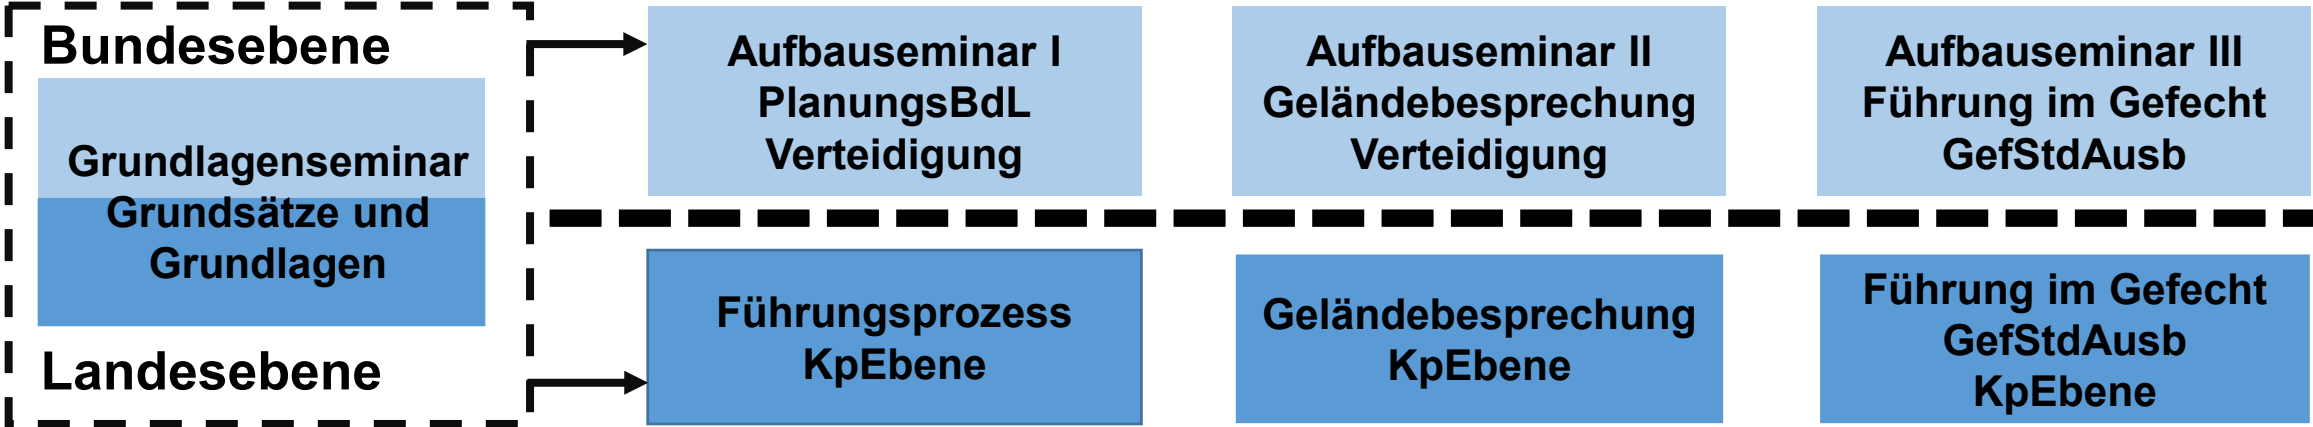 Bundesebene
Grundlagenseminar
Grundsätze und
Grundlagen
Landesebene
Aufbauseminar I
PlanungsBdL
Verteidigung
Aufbauseminar II
Geländebesprechung
Verteidigung
Aufbauseminar III
Führung im Gefecht
GefStdAusb
Führungsprozess
KpEbene
Geländebesprechung
KpEbene
Führung im Gefecht
GefStdAusb
KpEbene